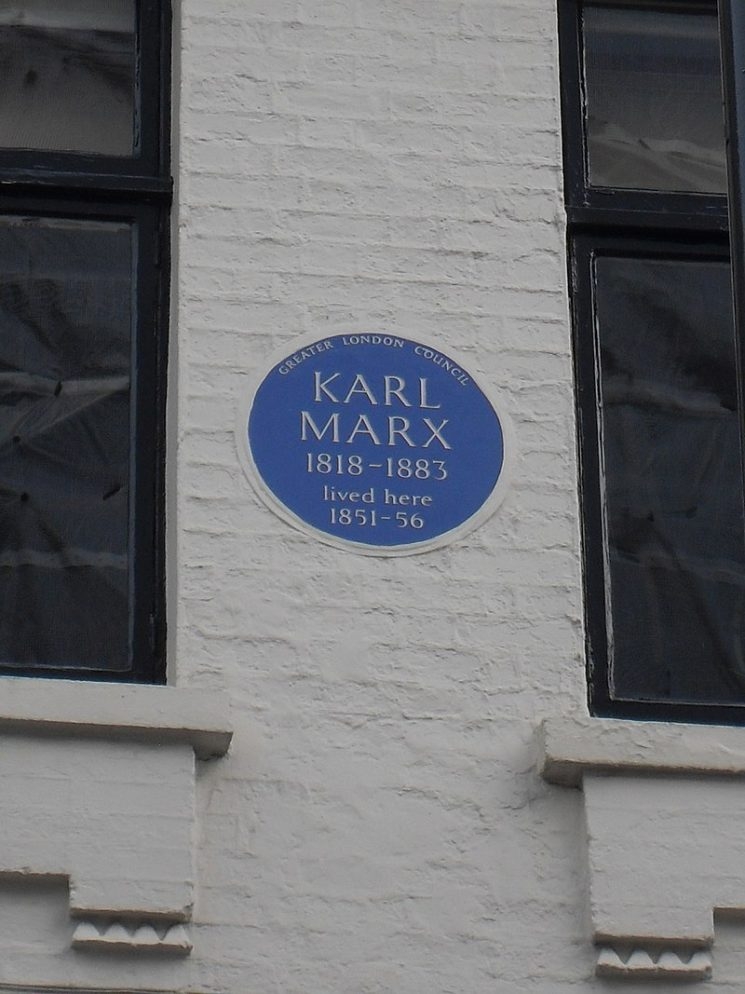 GREATER LONDON COUNCIL
KARL
MARX
1818-1883
lived here
1851-56